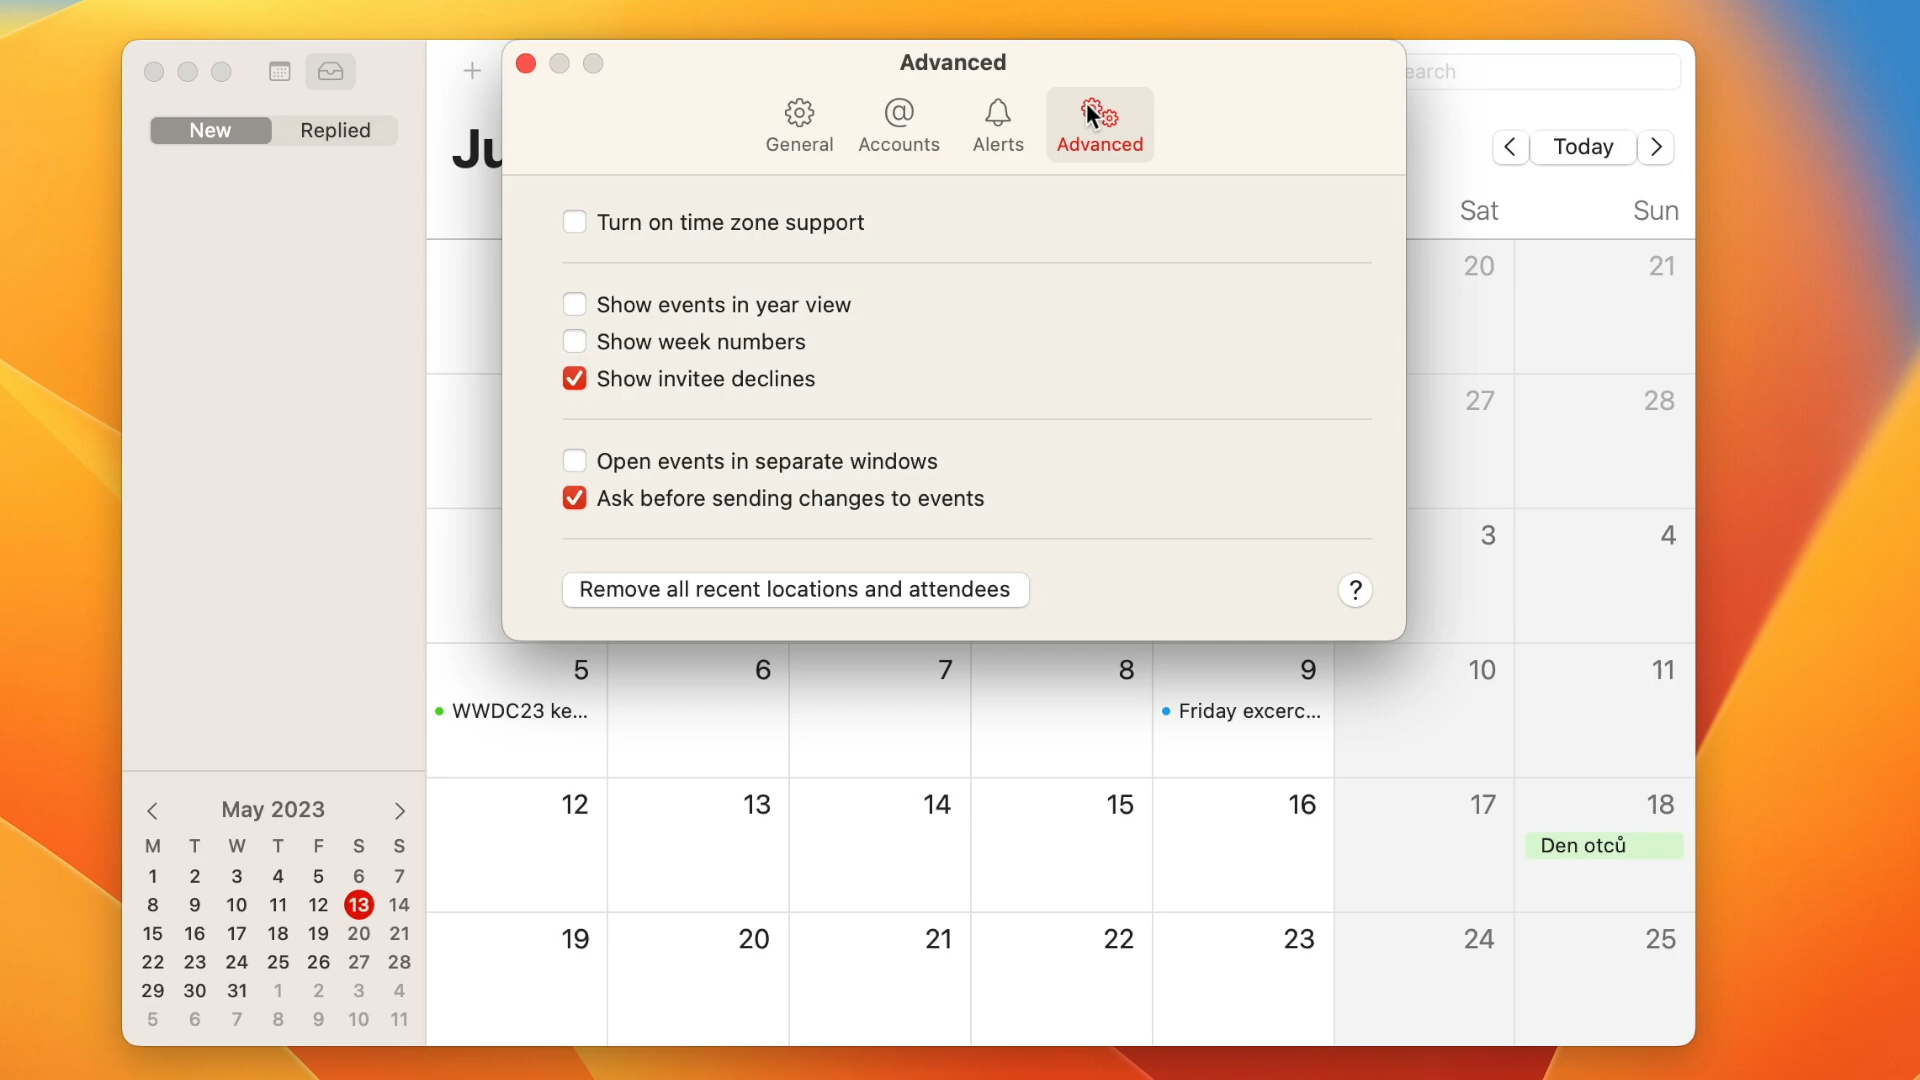 Advanced
General Accounts Alerts Advanced
New Replied
Ju
earch
Today
Sat Sun
Turn on time zone support
Show events in year view
Show week numbers
Show invitee declines
Open events in separate windows
Ask before sending changes to events
Remove all recent locations and attendees ?
20 21
27 28
3 4
5 6 7 8 9 10 11
WWDC23 ke... Friday excerc...
12 13 14 15 16 17 18
Den otců
19 20 21 22 23 24 25
May 2023
M T W T F S S
1 2 3 4 5 6 7
8 9 10 11 12 13 14
15 16 17 18 19 20 21
22 23 24 25 26 27 28
29 30 31 1 2 3 4
5 6 7 8 9 10 11